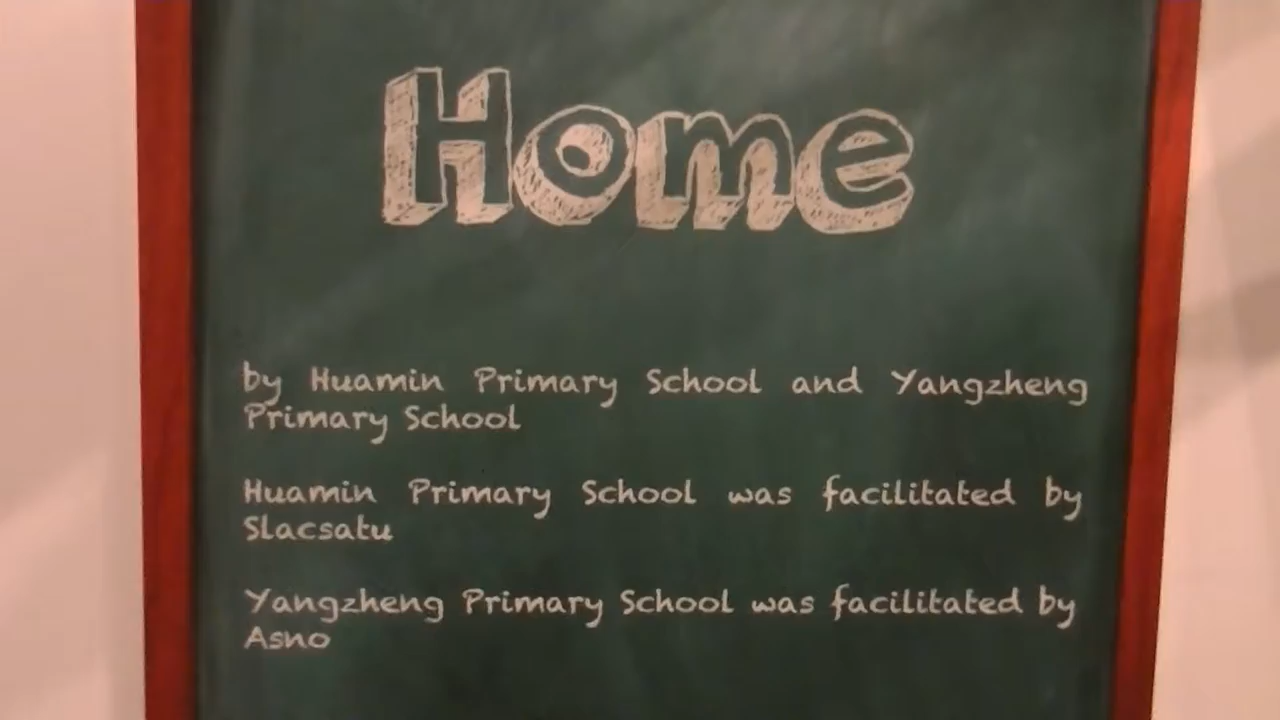 Home
by Huamin Primary School and Yangzheng
Primary School
Huamin Primary School was facilitated by
Slacsatu
Yangzheng Primary School was facilitated by
Asno